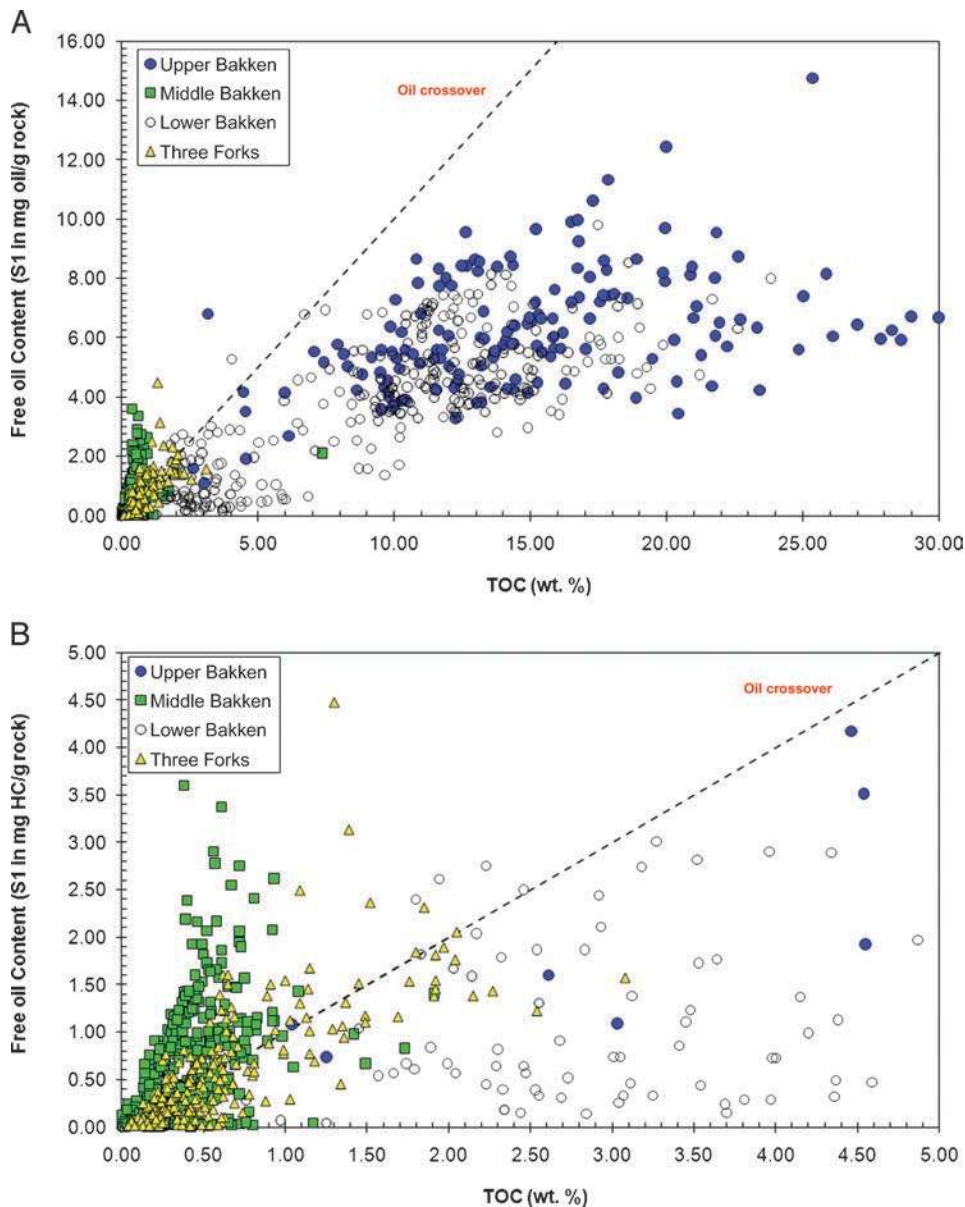 A
16.00
14.00
12.00
10.00
8.00
6.00
4.00
2.00
0.00
Free oil Content (S1 In mg oil/g rock)
Upper Bakken
Middle Bakken
Lower Bakken
Three Forks
Oil crossover
0.00 5.00 10.00 15.00 20.00 25.00 30.00
TOC (wt. %)
B
5.00
4.50
4.00
3.50
3.00
2.50
2.00
1.50
1.00
0.50
0.00
Free oil Content (S1 In mg HC/g rock)
Upper Bakken
Middle Bakken
Lower Bakken
Three Forks
Oil crossover
0.00 0.50 1.00 1.50 2.00 2.50 3.00 3.50 4.00 4.50 5.00
TOC (wt. %)